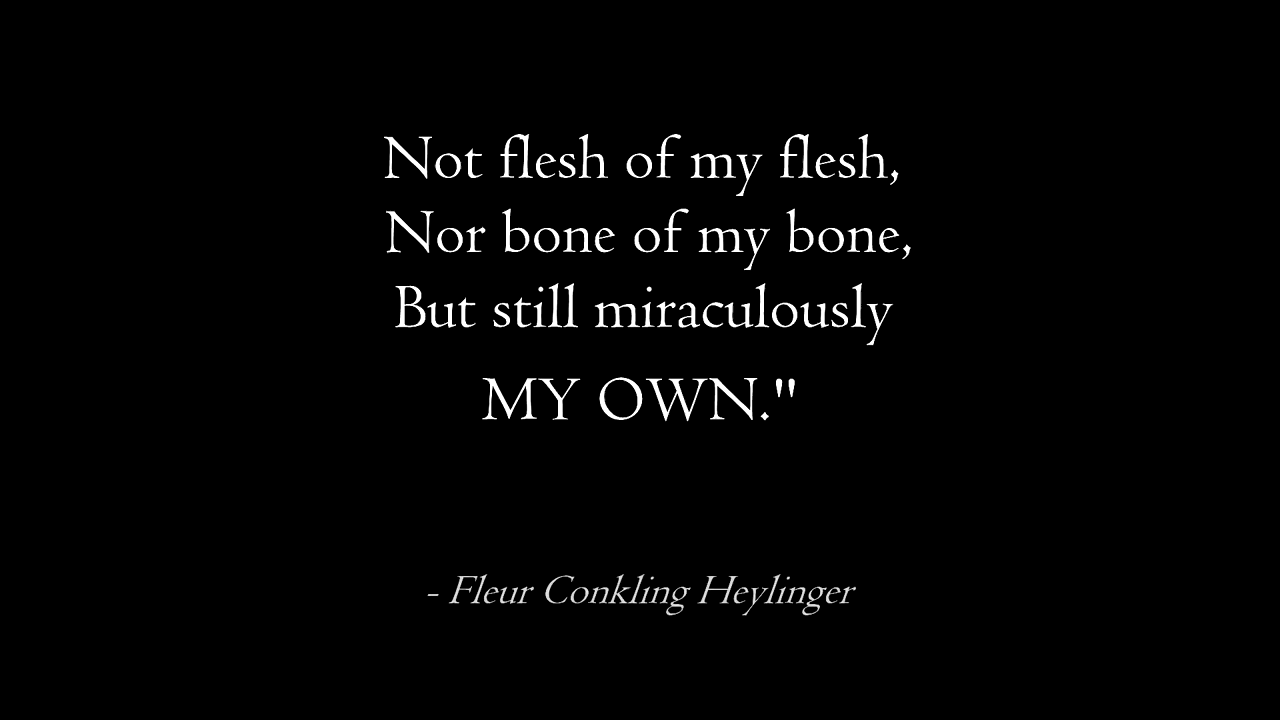 Not flesh of my flesh,
Nor bone of my bone,
But still miraculously
MY OWN."
- Fleur Conkling Heylinger